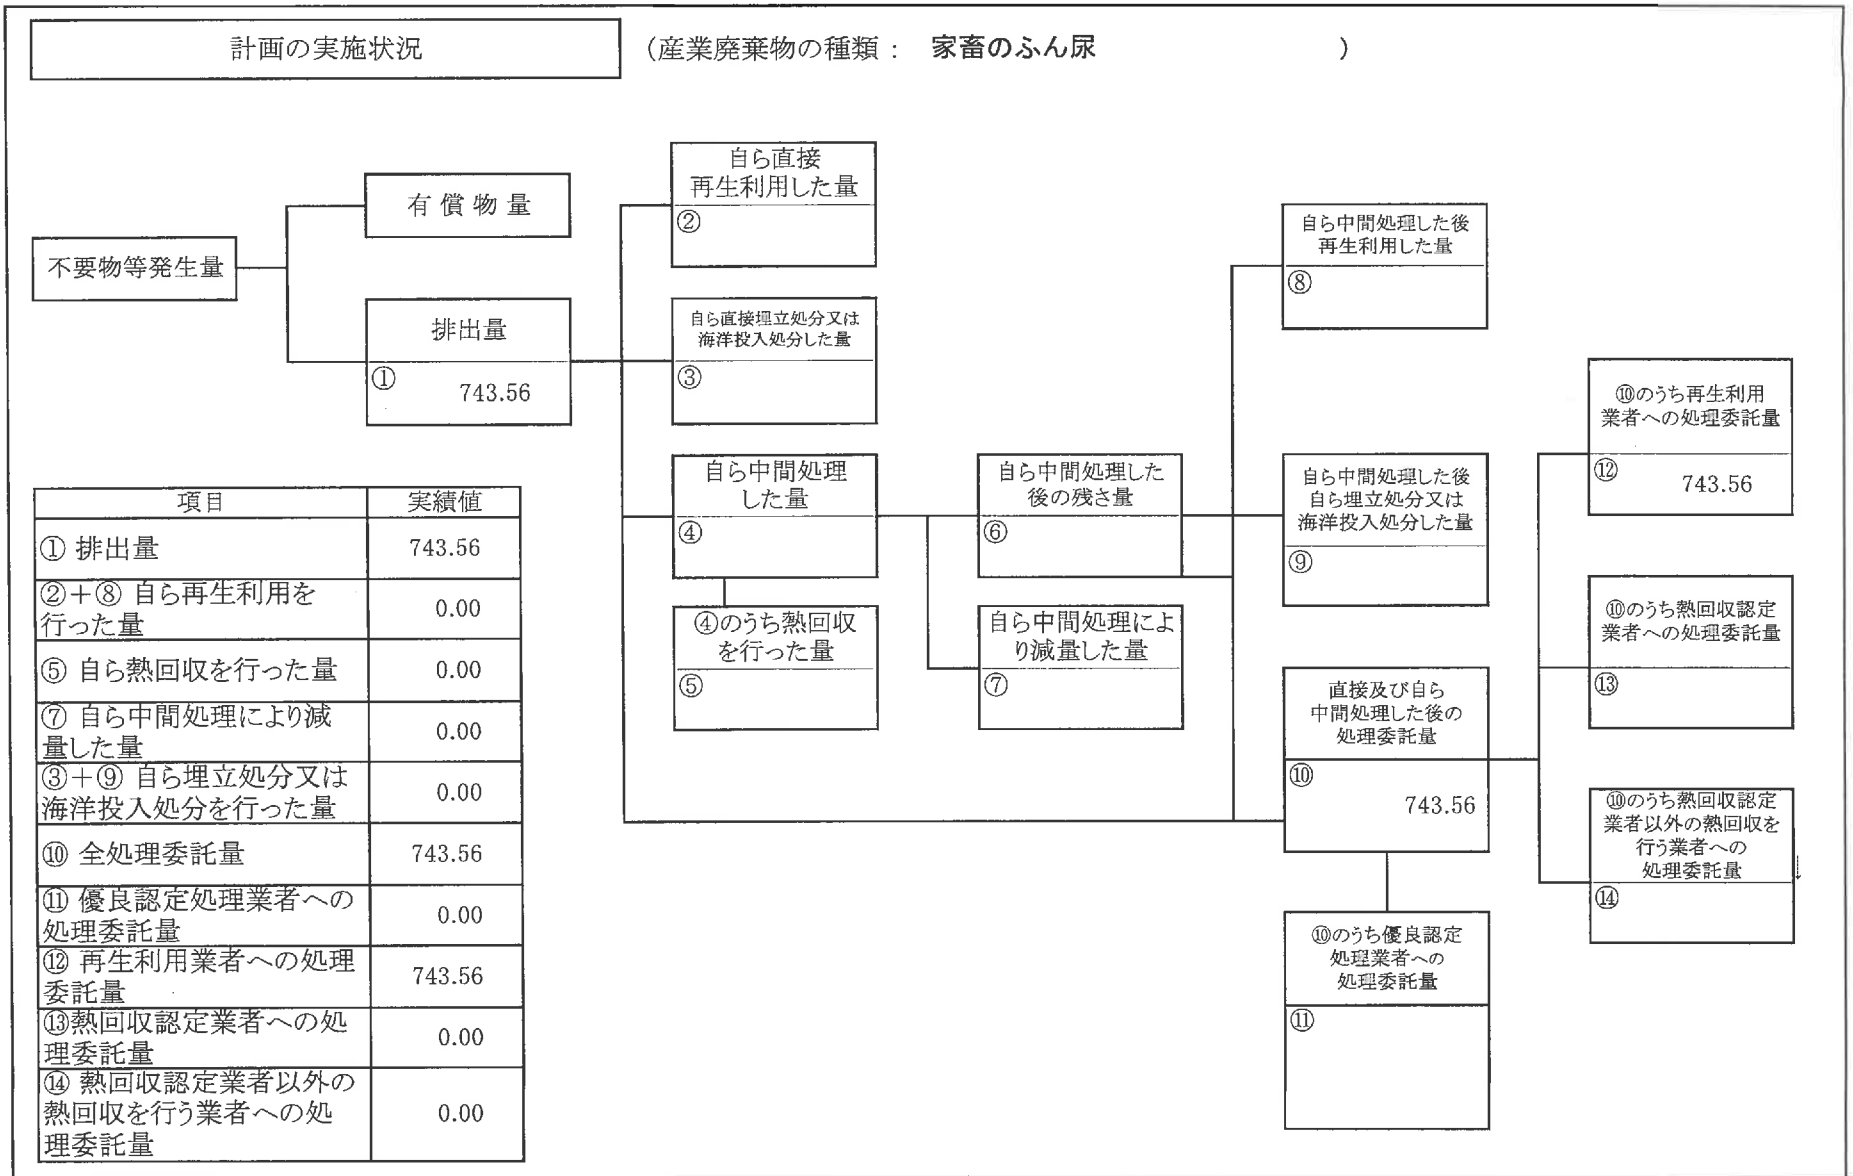 計画の実施状況
（産業廃棄物の種類： 家畜のふん尿 ）
不要物等発生量
有償物量
排出量
①
743.56
自ら直接
再生利用した量
②
自ら直接埋立処分又は
海洋投入処分した量
③
自ら中間処理
した量
④
④のうち熱回収
を行った量
⑤
自ら中間処理した
後の残さ量
⑥
自ら中間処理によ
り減量した量
⑦
自ら中間処理した後
再生利用した量
⑧
自ら中間処理した後
自ら埋立処分又は
海洋投入処分した量
⑨
直接及び自ら
中間処理した後の
処理委託量
⑩
743.56
⑩のうち優良認定
処理業者への
処理委託量
⑪
⑩のうち再生利用
業者への処理委託量
⑫
743.56
⑩のうち熱回収認定
業者への処理委託量
⑬
⑩のうち熱回収認定
業者以外の熱回収を
行う業者への
処理委託量
⑭
項目 実績値
① 排出量 743.56
②＋⑧ 自ら再生利用を
行った量 0.00
⑤ 自ら熱回収を行った量 0.00
⑦ 自ら中間処理により減
量した量 0.00
③＋⑨ 自ら埋立処分又は
海洋投入処分を行った量 0.00
⑩ 全処理委託量 743.56
⑪ 優良認定処理業者への
処理委託量 0.00
⑫ 再生利用業者への処理
委託量 743.56
⑬熱回収認定業者への処
理委託量 0.00
⑭ 熱回収認定業者以外の
熱回収を行う業者への処
理委託量 0.00